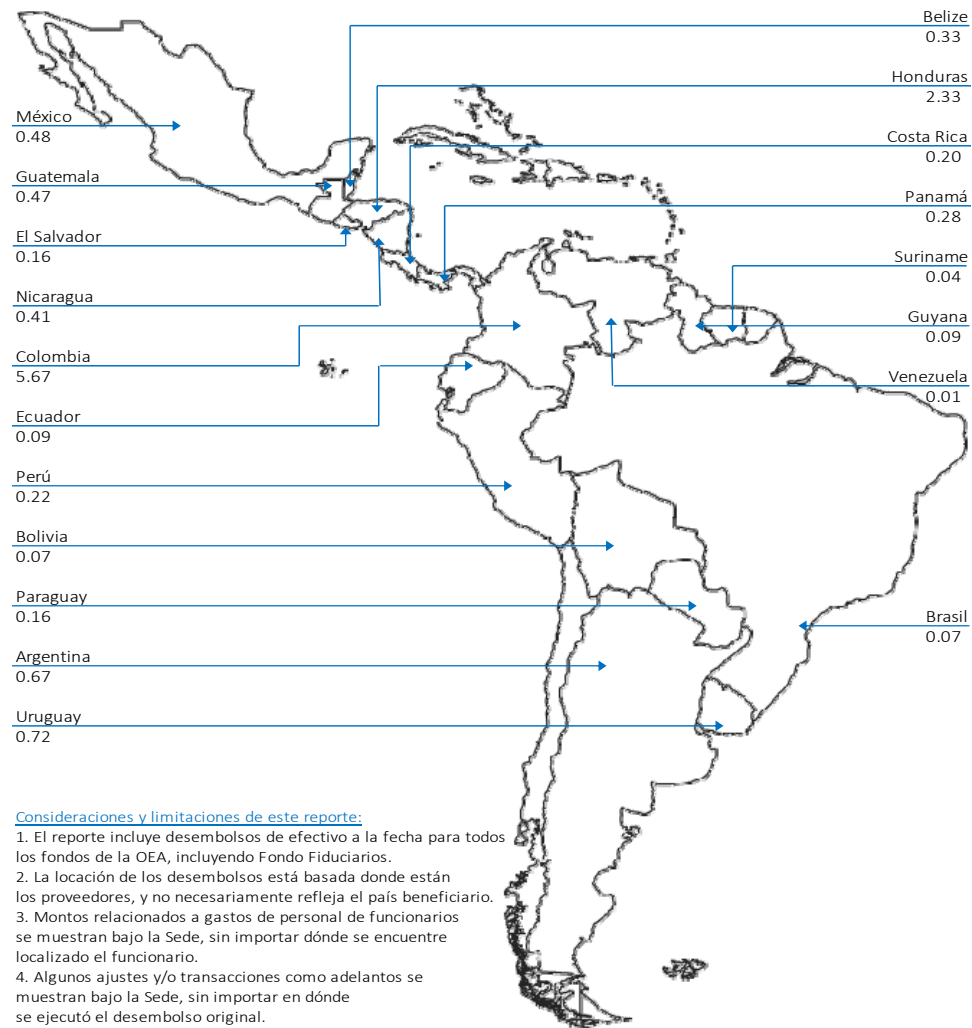 México
0.48
Guatemala
0.47
El Salvador
0.16
Nicaragua
0.41
Colombia
5.67
Ecuador
0.09
Perú
0.22
Bolivia
0.07
Paraguay
0.16
Argentina
0.67
Uruguay
0.72
Belize
0.33
Honduras
2.33
Costa Rica
0.20
Panamá
0.28
Suriname
0.04
Guyana
0.09
Venezuela
0.01
Brasil
0.07
Consideraciones y limitaciones de este reporte:
1. El reporte incluye desembolsos de efectivo a la fecha para todos
los fondos de la OEA, incluyendo Fondo Fiduciarios.
2. La locación de los desembolsos está basada donde están
los proveedores, y no necesariamente refleja el país beneficiario.
3. Montos relacionados a gastos de personal de funcionarios
se muestran bajo la Sede, sin importar dónde se encuentre
localizado el funcionario.
4. Algunos ajustes y/o transacciones como adelantos se
muestran bajo la Sede, sin importar en dónde
se ejecutó el desembolso original.